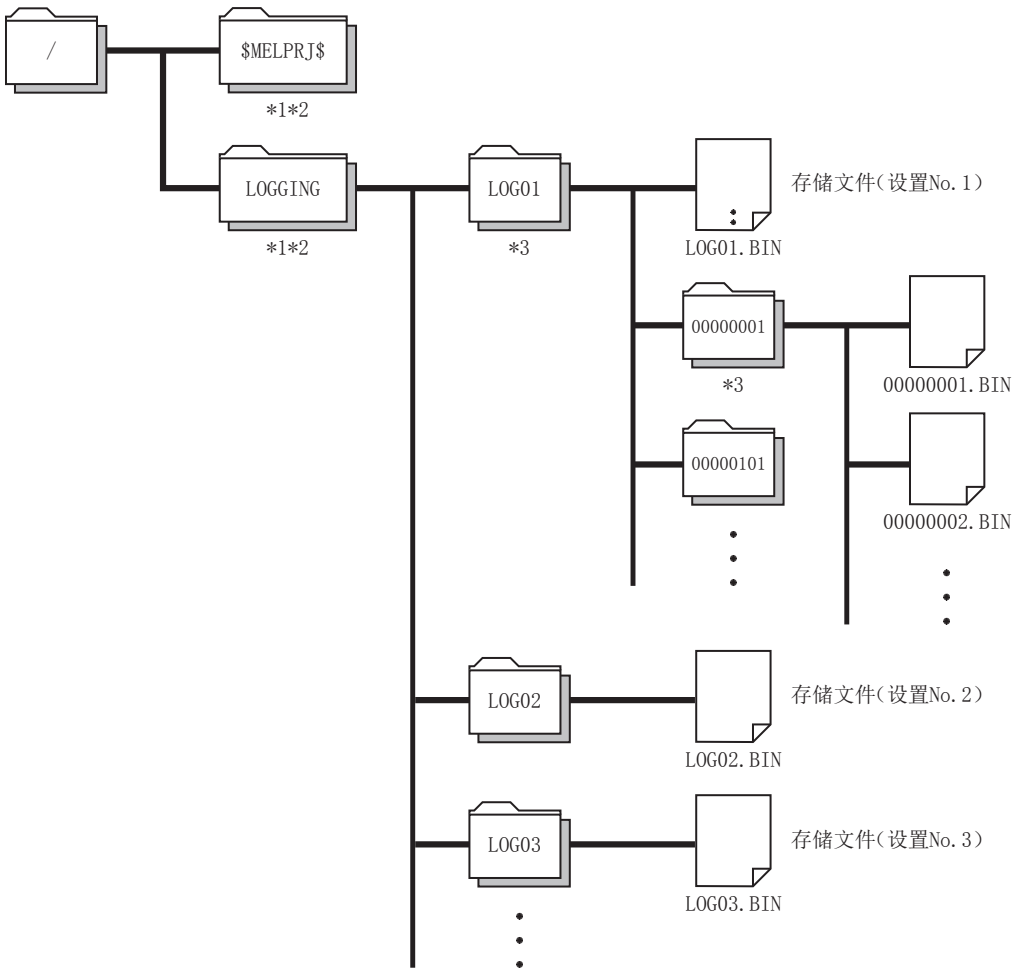 /
$MELPRJ$
*1*2
LOGGING
*1*2
LOG01
*3
存储文件(设置No.1)
LOG01.BIN
00000001
*3
00000001.BIN
00000101
00000002.BIN
LOG02
存储文件(设置No.2)
LOG02.BIN
LOG03
存储文件(设置No.3)
LOG03.BIN